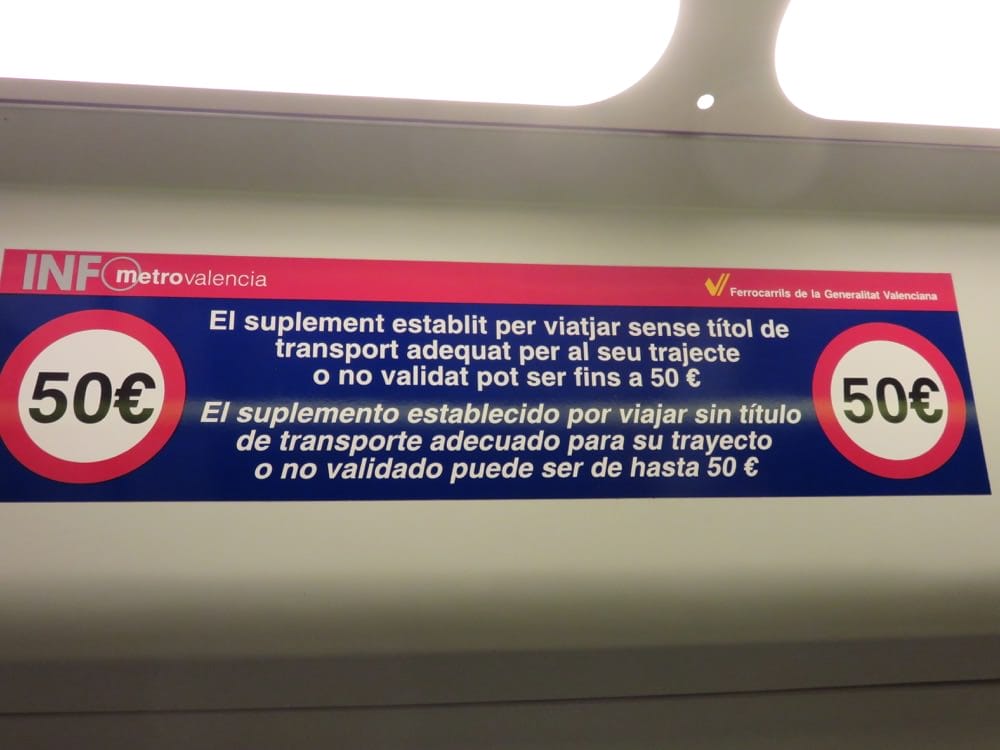 INFO metrovalencia
Ferrocarrils de la Generalitat Valenciana
50€
El suplement establit per viatjar sense títol de
transport adequat per al seu trajecte
o no validat pot ser fins a 50 €
El suplemento establecido por viajar sin título
de transporte adecuado para su trayecto
o no validado puede ser de hasta 50 €
50€